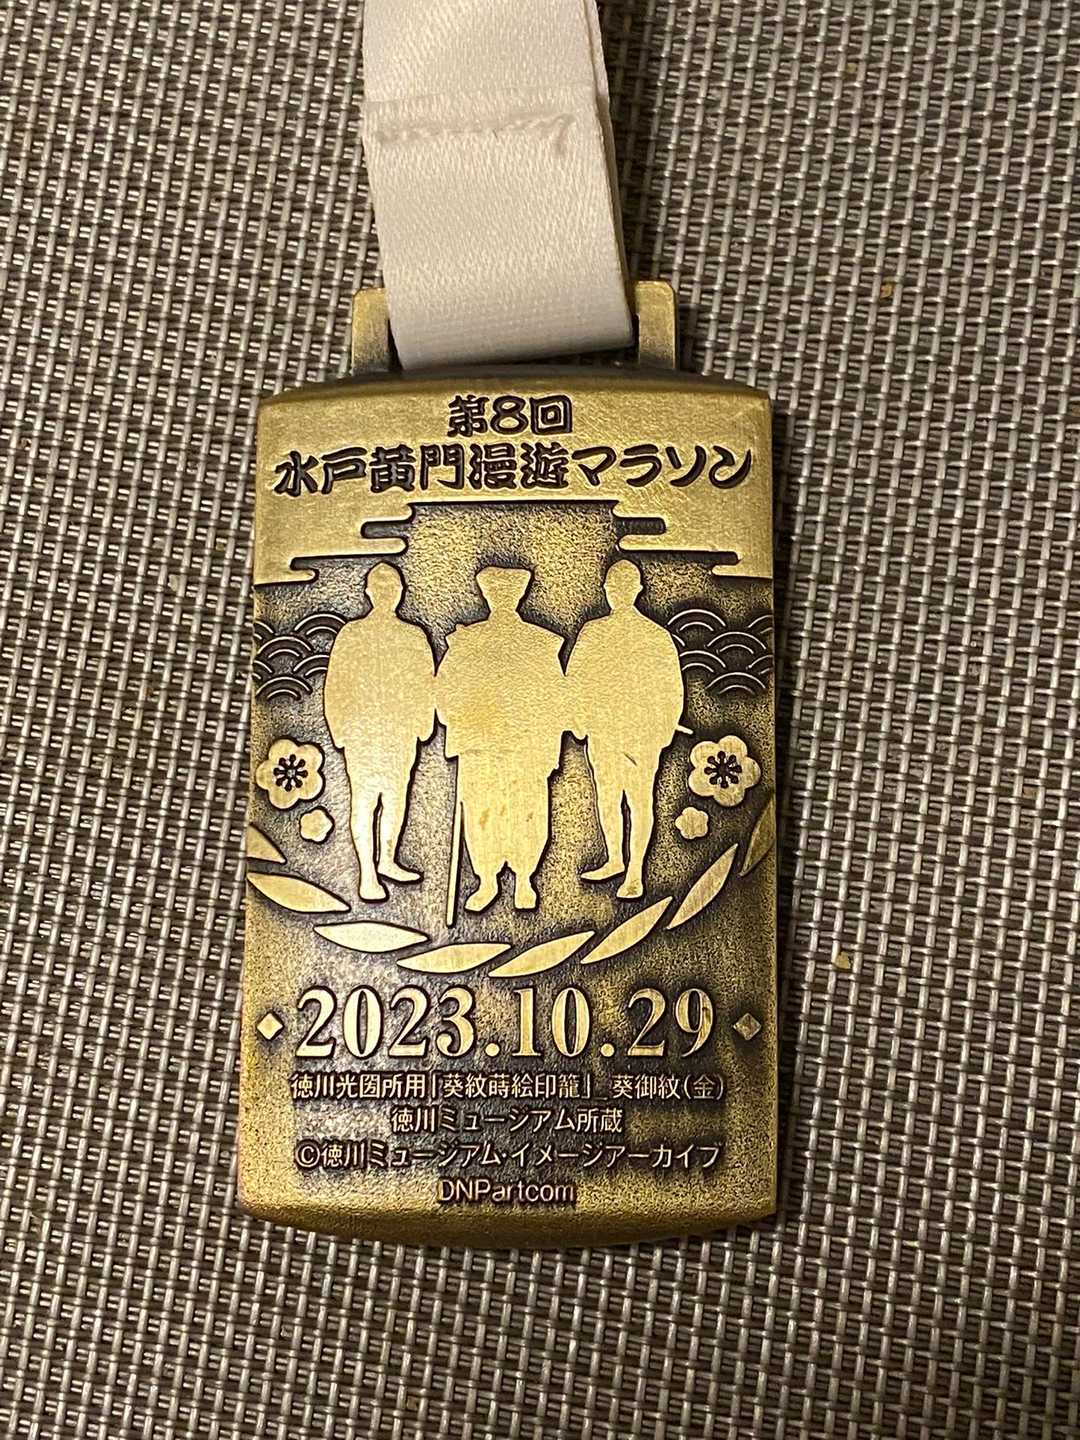 第8回
水戸黄門漫遊マラソン
2023.10.29
徳川光圀所用「葵紋蒔絵印籠」_葵御紋(金)
徳川ミュージアム所蔵
©徳川ミュージアム・イメージアーカイブ
DNPartcom